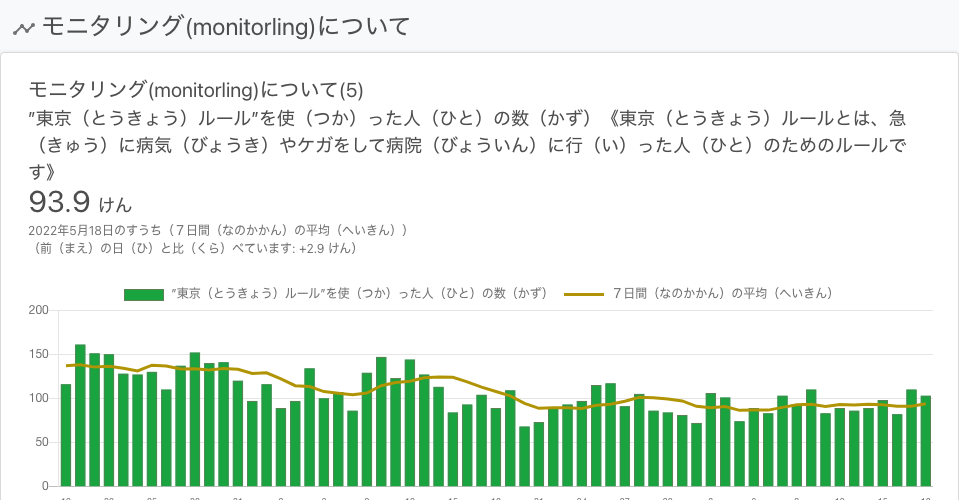 モニタリング(monitorling)について
モニタリング(monitorling)について(5)
”東京（とうきょう）ルール”を使（つか）った人（ひと）の数（かず）《東京（とうきょう）ルールとは、急
（きゅう）に病気（びょうき）やケガをして病院（びょういん）に行（い）った人（ひと）のためのルールで
す》
93.9 けん
2022年5月18日のすうち（７日間（なのかかん）の平均（へいきん））
（前（まえ）の日（ひ）と比（くら）べています: +2.9 けん）
”東京（とうきょう）ルール”を使（つか）った人（ひと）の数（かず） ７日間（なのかかん）の平均（へいきん）
200
150
100
50
0